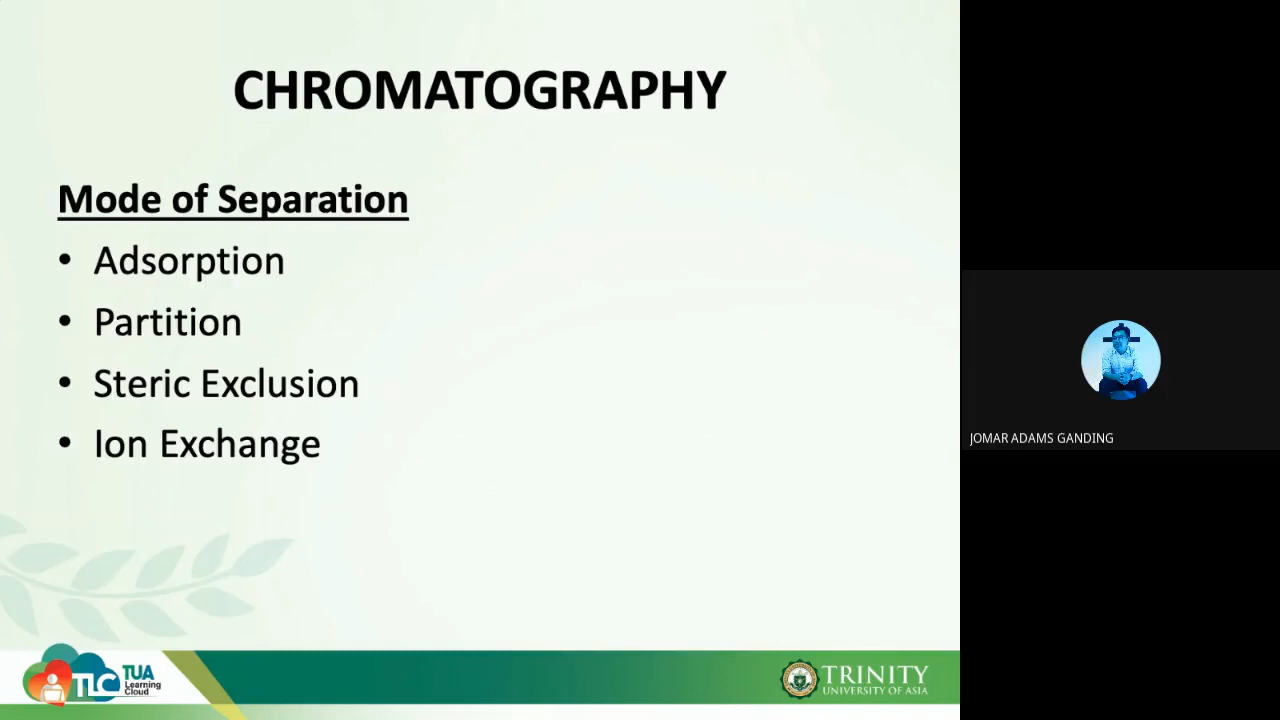 CHROMATOGRAPHY
Mode of Separation
• Adsorption
• Partition
• Steric Exclusion
• Ion Exchange
JOMAR ADAMS GANDING
TLC
TUA
Learning
Cloud
TRINITY
UNIVERSITY OF ASIA